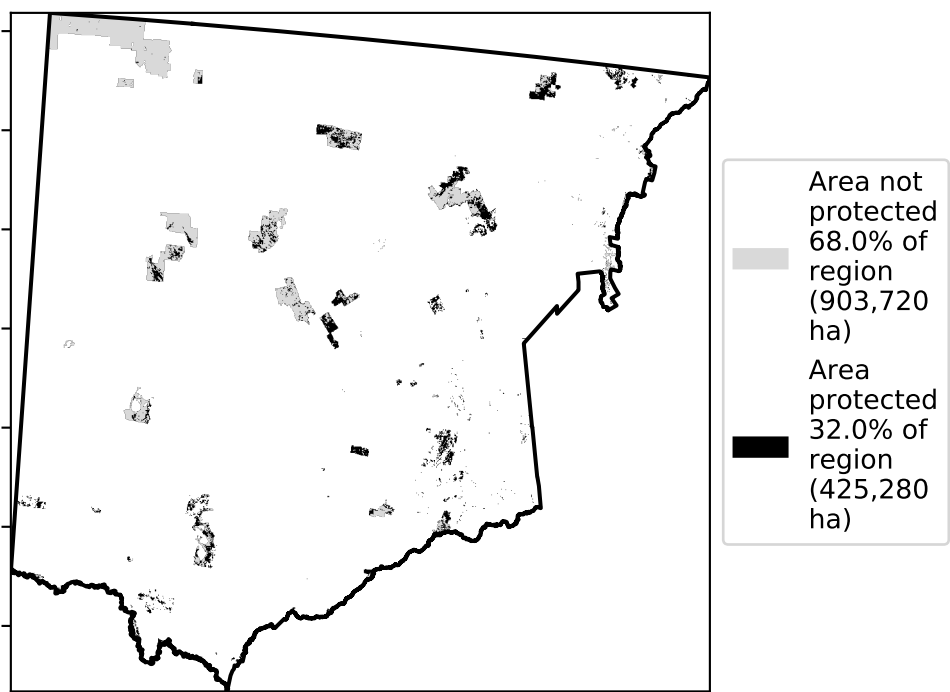 Area not
protected
68.0% of
region
(903,720
ha)
Area
protected
32.0% of
region
(425,280
ha)